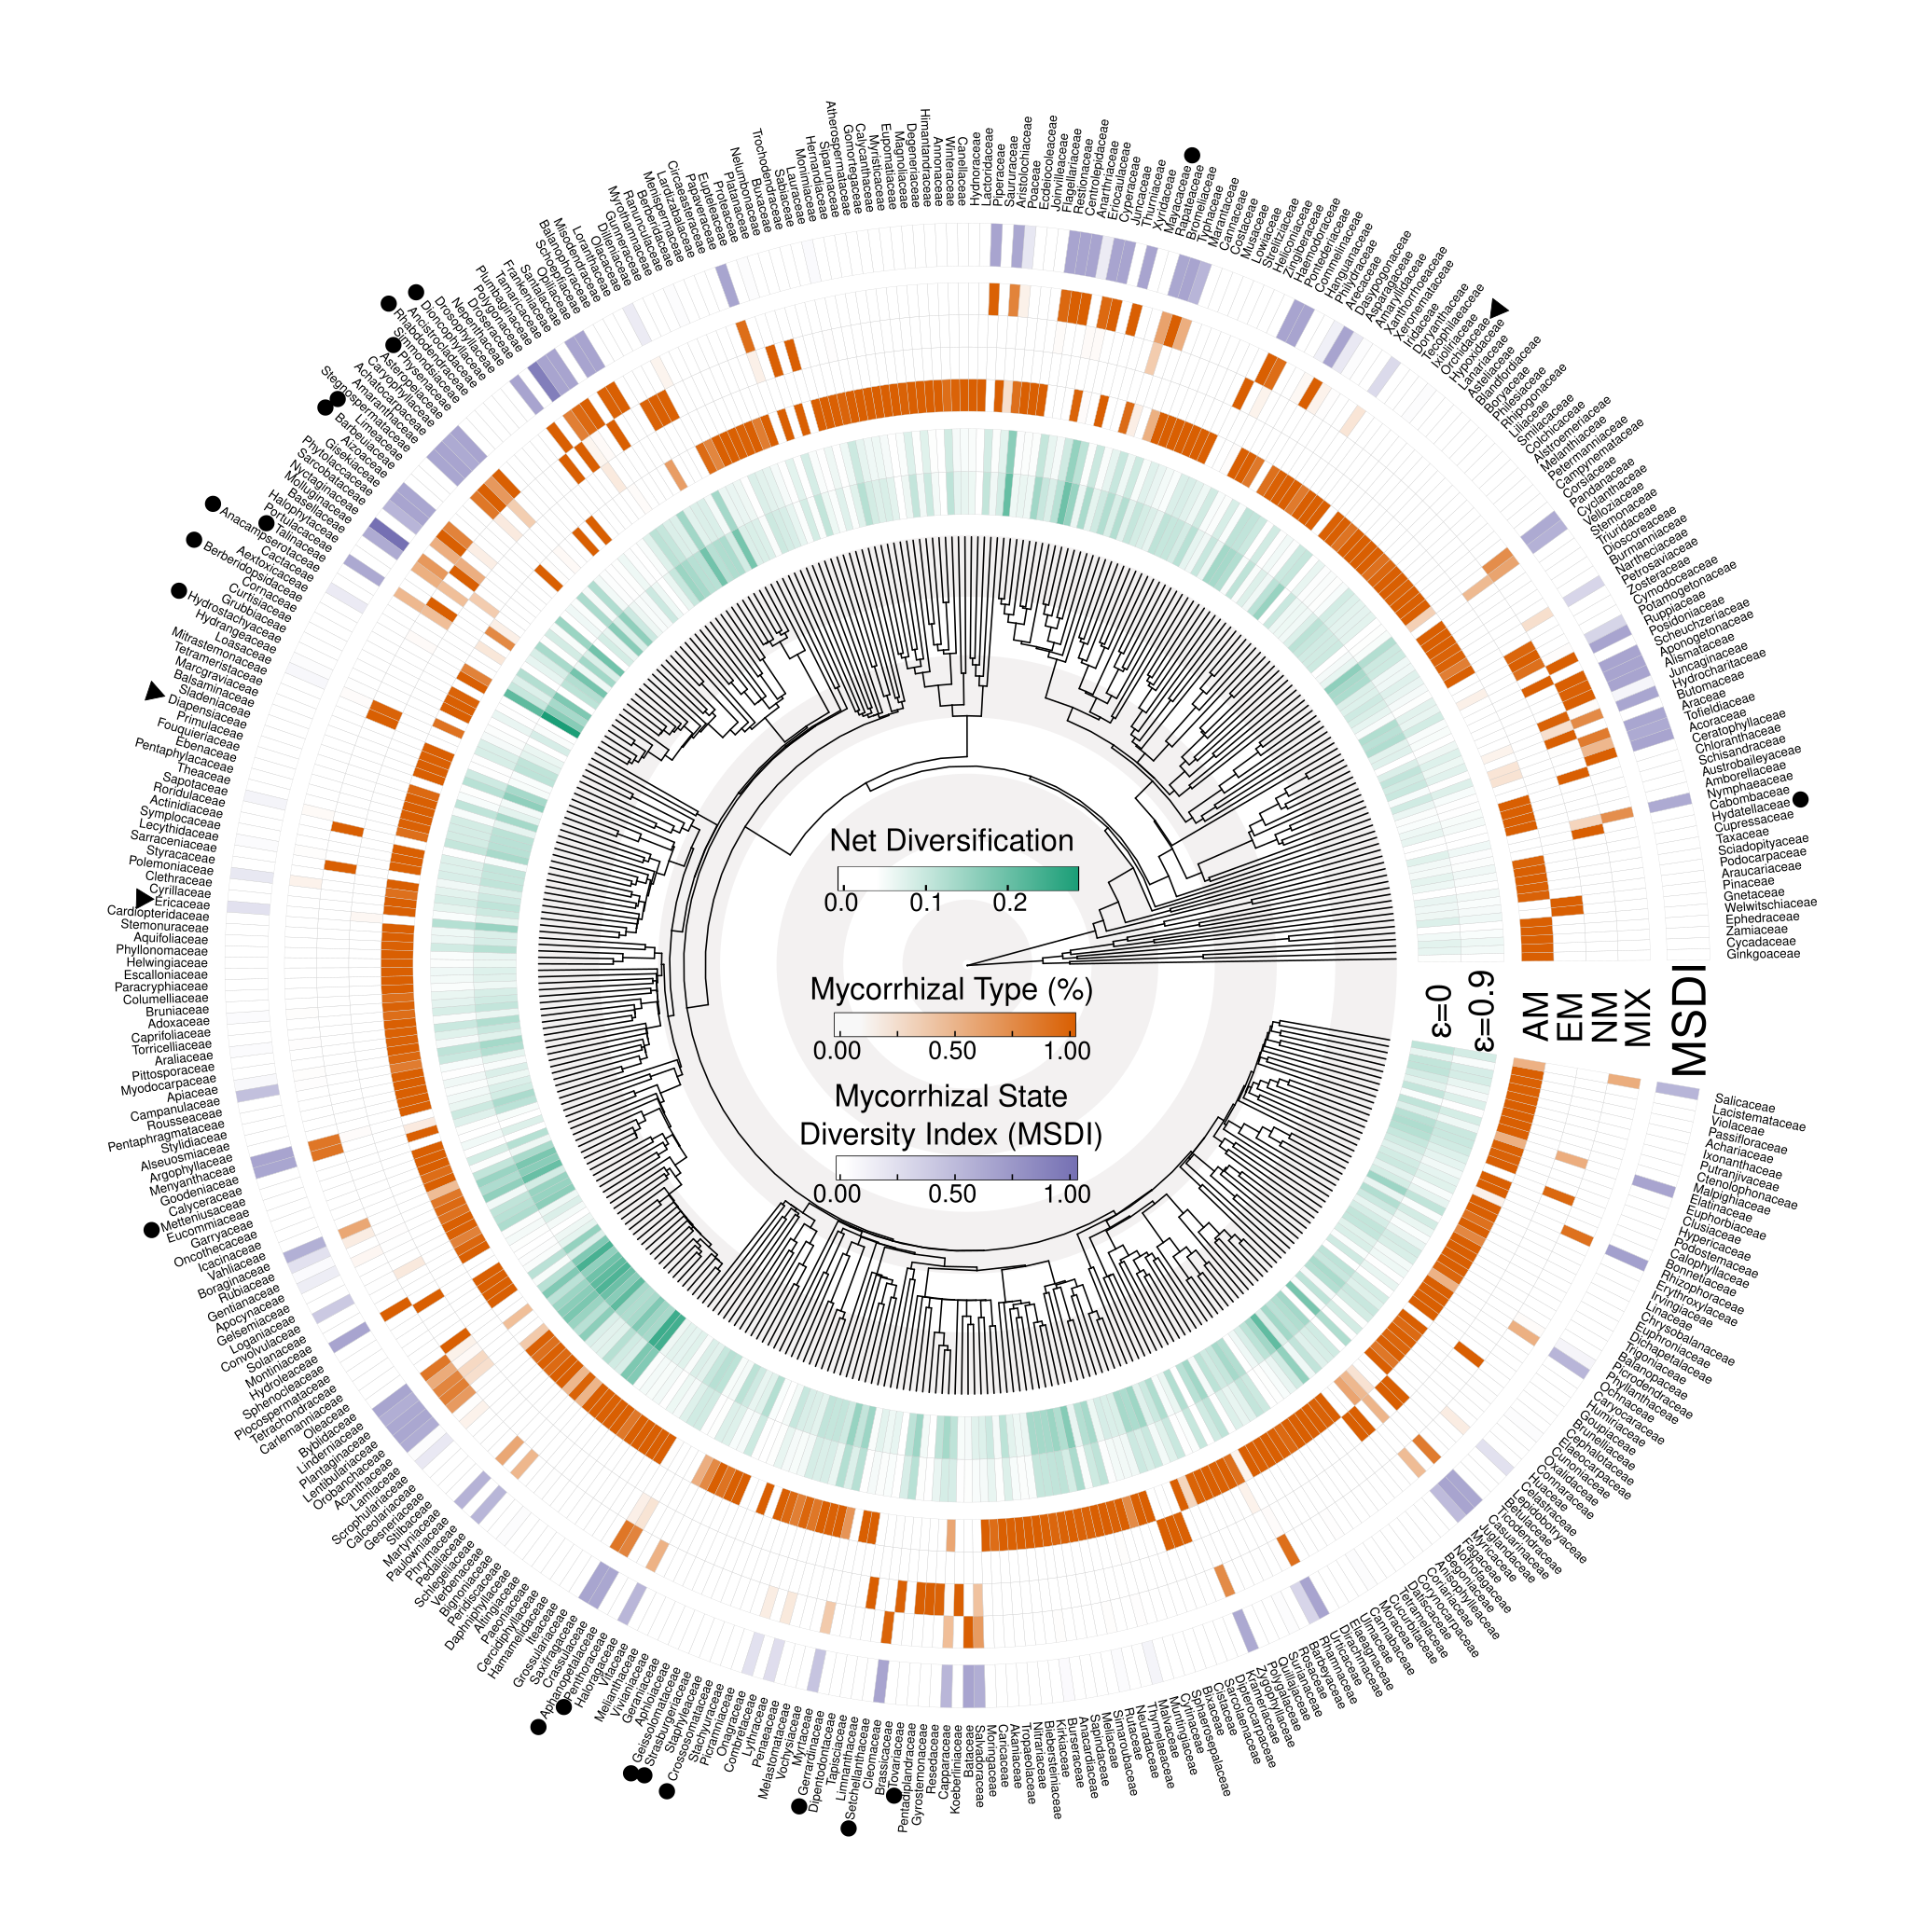 Net Diversification
0.0 0.1 0.2
Mycorrhizal Type (%)
0.00 0.50 1.00
Mycorrhizal State
Diversity Index (MSDI)
0.00 0.50 1.00
ε=0
ε=0.9
AM
EM
NM
MIX
MSDI
Hydnoraceae
Lactoridaceae
Piperaceae
Saururaceae
Aristolochiaceae
Poaceae
Ecdeiocoleaceae
Joinvilleaceae
Flagellariaceae
Restionaceae
Centrolepidaceae
Anarthriaceae
Eriocaulaceae
Cyperaceae
Juncaceae
Thurniaceae
Xyridaceae
Mayacaceae
Rapateaceae
Bromeliaceae
Typhaceae
Marantaceae
Cannaceae
Costaceae
Musaceae
Lowiaceae
Strelitziaceae
Heliconiaceae
Zingiberaceae
Haemodoraceae
Pontederiaceae
Commelinaceae
Hanguanaceae
Philydraceae
Arecaceae
Dasypogonaceae
Asparagaceae
Amaryllidaceae
Xanthorrhoeaceae
Xeronemataceae
Iridaceae
Doryanthaceae
Tecophilaeaceae
Ixioliriaceae
Orchidaceae
Hypoxidaceae
Lanariaceae
Asteliaceae
Blandfordiaceae
Boryaceae
Philesiaceae
Rhipogonaceae
Liliaceae
Smilacaceae
Colchicaceae
Alstroemeriaceae
Melanthiaceae
Petermanniaceae
Campynemataceae
Corsiaceae
Pandanaceae
Cyclanthaceae
Velloziaceae
Stemonaceae
Triuridaceae
Dioscoreaceae
Burmanniaceae
Nartheciaceae
Petrosaviaceae
Zosteraceae
Cymodoceaceae
Potamogetonaceae
Ruppiaceae
Posidoniaceae
Scheuchzeriaceae
Aponogetonaceae
Alismataceae
Juncaginaceae
Hydrocharitaceae
Butomaceae
Araceae
Tofieldiaceae
Acoraceae
Ceratophyllaceae
Chloranthaceae
Schisandraceae
Austrobaileyaceae
Amborellaceae
Nymphaeaceae
Cabombaceae
Hydatellaceae
Cupressaceae
Taxaceae
Sciadopityaceae
Podocarpaceae
Araucariaceae
Pinaceae
Gnetaceae
Welwitschiaceae
Ephedraceae
Zamiaceae
Cycadaceae
Ginkgoaceae
Salicaceae
Lacistemataceae
Violaceae
Passifloraceae
Achariaceae
Ixonanthaceae
Putranjivaceae
Ctenolophonaceae
Malpighiaceae
Elatinaceae
Euphorbiaceae
Clusiaceae
Hypericaceae
Podostemaceae
Calophyllaceae
Bonnetiaceae
Rhizophoraceae
Erythroxylaceae
Irvingiaceae
Linaceae
Chrysobalanaceae
Euphroniaceae
Dichapetalaceae
Trigoniaceae
Balanopaceae
Picrodendraceae
Phyllanthaceae
Ochnaceae
Caryocaraceae
Humiriaceae
Goupiaceae
Brunelliaceae
Cephalotaceae
Elaeocarpaceae
Cunoniaceae
Oxalidaceae
Connaraceae
Huaceae
Celastraceae
Lepidobotryaceae
Betulaceae
Ticodendraceae
Casuarinaceae
Juglandaceae
Myricaceae
Fagaceae
Nothofagaceae
Begoniaceae
Anisophylleaceae
Coriariaceae
Corynocarpaceae
Datiscaceae
Tetramelaceae
Cucurbitaceae
Moraceae
Cannabaceae
Ulmaceae
Elaeagnaceae
Dirachmaceae
Urticaceae
Rhamnaceae
Barbeyaceae
Rosaceae
Surianaceae
Quillajaceae
Polygalaceae
Zygophyllaceae
Krameriaceae
Dipterocarpaceae
Sarcolaenaceae
Cistaceae
Bixaceae
Sphaerosepalaceae
Cytinaceae
Muntingiaceae
Malvaceae
Thymelaeaceae
Neuradaceae
Rutaceae
Simaroubaceae
Meliaceae
Sapindaceae
Anacardiaceae
Burseraceae
Kirkiaceae
Biebersteiniaceae
Nitrariaceae
Tropaeolaceae
Akaniaceae
Caricaceae
Moringaceae
Salvadoraceae
Bataceae
Koeberliniaceae
Capparaceae
Resedaceae
Gyrostemonaceae
Pentadiplandraceae
Tovariaceae
Brassicaceae
Cleomaceae
Setchellanthaceae
Limnanthaceae
Tapisciaceae
Dipentodontaceae
Gerrardinaceae
Myrtaceae
Vochysiaceae
Melastomataceae
Penaeaceae
Lythraceae
Combretaceae
Onagraceae
Picramniaceae
Stachyuraceae
Crossosomataceae
Staphyleaceae
Strasburgeriaceae
Geissolomataceae
Aphloiaceae
Geraniaceae
Vivianiaceae
Melianthaceae
Vitaceae
Haloragaceae
Penthoraceae
Aphanopetalaceae
Crassulaceae
Saxifragaceae
Grossulariaceae
Iteaceae
Hamamelidaceae
Cercidiphyllaceae
Paeoniaceae
Altingiaceae
Daphniphyllaceae
Peridiscaceae
Bignoniaceae
Verbenaceae
Schlegeliaceae
Pedaliaceae
Phrymaceae
Paulowniaceae
Martyniaceae
Stilbaceae
Gesneriaceae
Calceolariaceae
Scrophulariaceae
Lamiaceae
Acanthaceae
Orobanchaceae
Lentibulariaceae
Plantaginaceae
Linderniaceae
Byblidaceae
Oleaceae
Carlemanniaceae
Tetrachondraceae
Plocospermataceae
Sphenocleaceae
Hydroleaceae
Montiniaceae
Solanaceae
Convolvulaceae
Loganiaceae
Gelsemiaceae
Apocynaceae
Gentianaceae
Rubiaceae
Boraginaceae
Vahliaceae
Icacinaceae
Oncothecaceae
Garryaceae
Eucommiaceae
Metteniusaceae
Calyceraceae
Goodeniaceae
Menyanthaceae
Argophyllaceae
Alseuosmiaceae
Stylidiaceae
Pentaphragmataceae
Rousseaceae
Campanulaceae
Apiaceae
Myodocarpaceae
Pittosporaceae
Araliaceae
Torricelliaceae
Caprifoliaceae
Adoxaceae
Bruniaceae
Columelliaceae
Paracryphiaceae
Escalloniaceae
Helwingiaceae
Phyllonomaceae
Aquifoliaceae
Stemonuraceae
Cardiopteridaceae
Ericaceae
Cyrillaceae
Clethraceae
Polemoniaceae
Styracaceae
Sarraceniaceae
Lecythidaceae
Symplocaceae
Actinidiaceae
Roridulaceae
Sapotaceae
Theaceae
Pentaphylacaceae
Ebenaceae
Fouquieriaceae
Primulaceae
Diapensiaceae
Sladeniaceae
Balsaminaceae
Marcgraviaceae
Tetrameristaceae
Mitrastemonaceae
Loasaceae
Hydrangeaceae
Hydrostachyaceae
Grubbiaceae
Curtisiaceae
Cornaceae
Berberidopsidaceae
Aextoxicaceae
Cactaceae
Anacampserotaceae
Talinaceae
Portulacaceae
Halophytaceae
Basellaceae
Molluginaceae
Nyctaginaceae
Sarcobataceae
Phytolaccaceae
Gisekiaceae
Aizoaceae
Barbeuiaceae
Limeaceae
Stegnospermataceae
Amaranthaceae
Achatocarpaceae
Caryophyllaceae
Asteropeiaceae
Physenaceae
Simmondsiaceae
Rhabdodendraceae
Ancistrocladaceae
Dioncophyllaceae
Drosophyllaceae
Nepenthaceae
Droseraceae
Polygonaceae
Plumbaginaceae
Tamaricaceae
Frankeniaceae
Santalaceae
Opiliaceae
Schoepfiaceae
Balanophoraceae
Misodendraceae
Loranthaceae
Olacaceae
Dilleniaceae
Gunneraceae
Myrothamnaceae
Ranunculaceae
Berberidaceae
Menispermaceae
Lardizabalaceae
Circaeasteraceae
Papaveraceae
Eupteleaceae
Proteaceae
Platanaceae
Nelumbonaceae
Buxaceae
Trochodendraceae
Sabiaceae
Lauraceae
Monimiaceae
Hernandiaceae
Siparunaceae
Atherospermataceae
Gomortegaceae
Calycanthaceae
Myristicaceae
Eupomatiaceae
Magnoliaceae
Degeneriaceae
Himantandraceae
Annonaceae
Winteraceae
Canellaceae